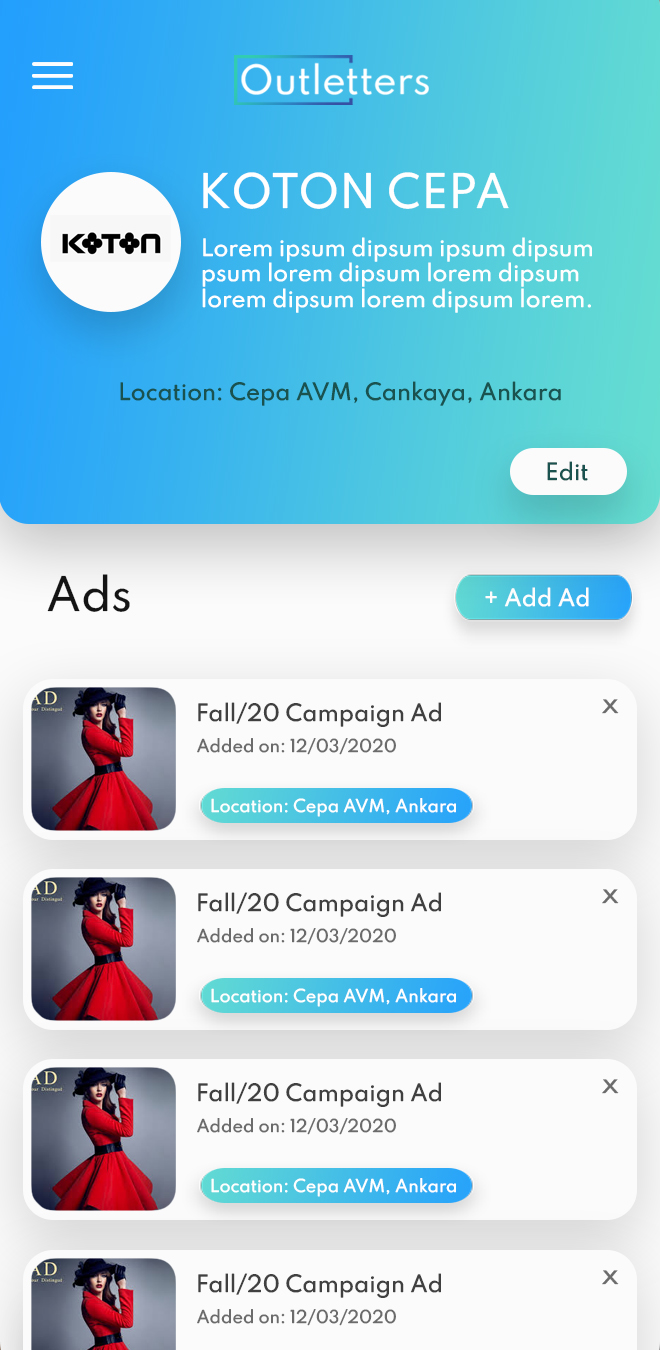 Outletters
KOTON CEPA
KOTON
Lorem ipsum dipsum ipsum dipsum
psum lorem dipsum lorem dipsum
lorem dipsum lorem dipsum lorem.
Location: Cepa AVM, Cankaya, Ankara
Edit
Ads
+ Add Ad
AD
Fall/20 Campaign Ad
X
Added on: 12/03/2020
Location: Cepa AVM, Ankara
AD
Fall/20 Campaign Ad
X
Added on: 12/03/2020
Location: Cepa AVM, Ankara
AD
Fall/20 Campaign Ad
X
Added on: 12/03/2020
Location: Cepa AVM, Ankara
AD
Fall/20 Campaign Ad
X
Added on: 12/03/2020